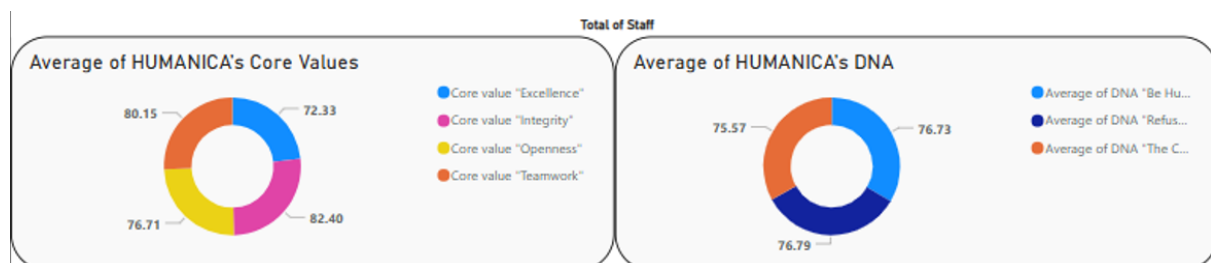 Total of Staff
Average of HUMANICA's Core Values
80.15
72.33
76.71
82.40
Core value "Excellence"
Core value "Integrity"
Core value "Openness"
Core value "Teamwork"
Average of HUMANICA's DNA
75.57
76.73
76.79
Average of DNA "Be Hu...
Average of DNA "Refus...
Average of DNA "The C...